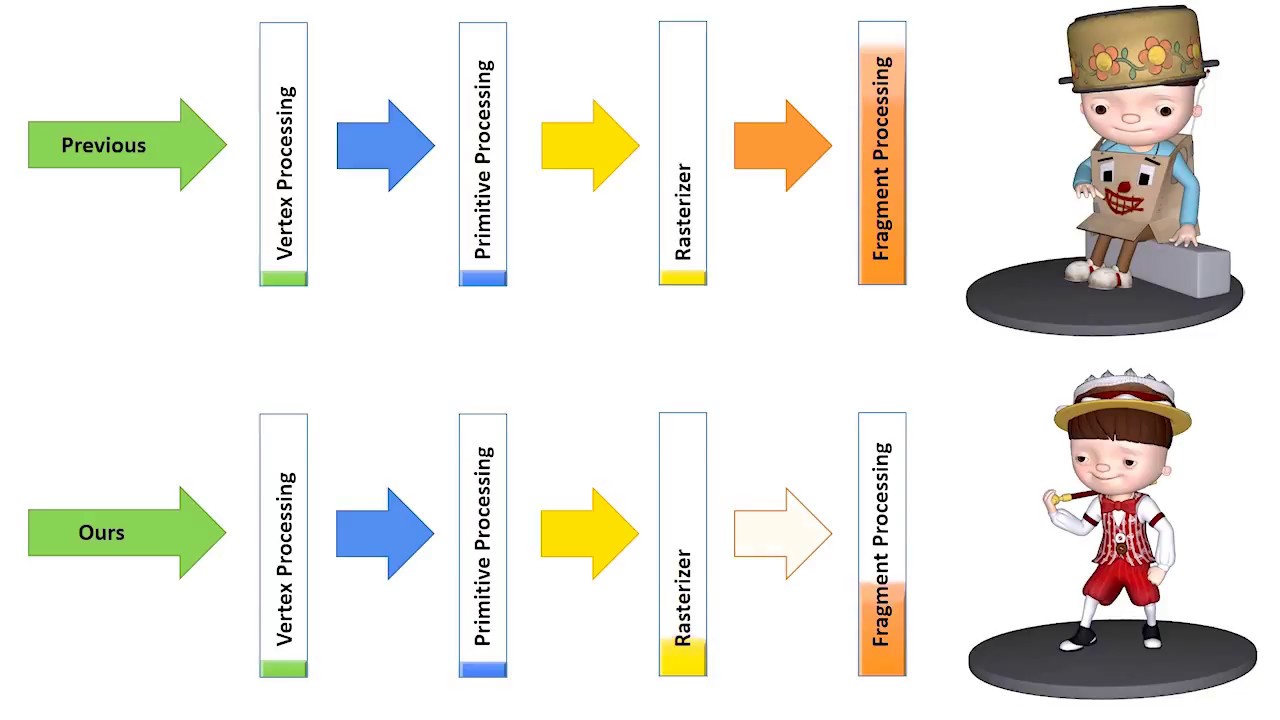 Previous
Vertex Processing
Primitive Processing
Rasterizer
Fragment Processing
Ours
Vertex Processing
Primitive Processing
Rasterizer
Fragment Processing